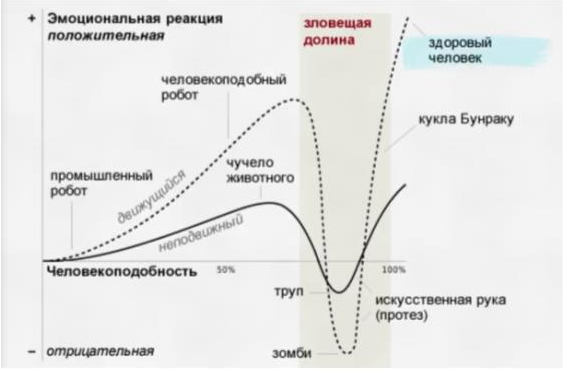 + Эмоциональная реакция
положительная
зловещая
долина
здоровый
человек
человекоподобный
робот
кукла Бунраку
чучело
животного
промышленный
робот
движущийся
неподвижный
Человекоподобность
50%
100%
труп
искусственная рука
(протез)
– отрицательная
зомби